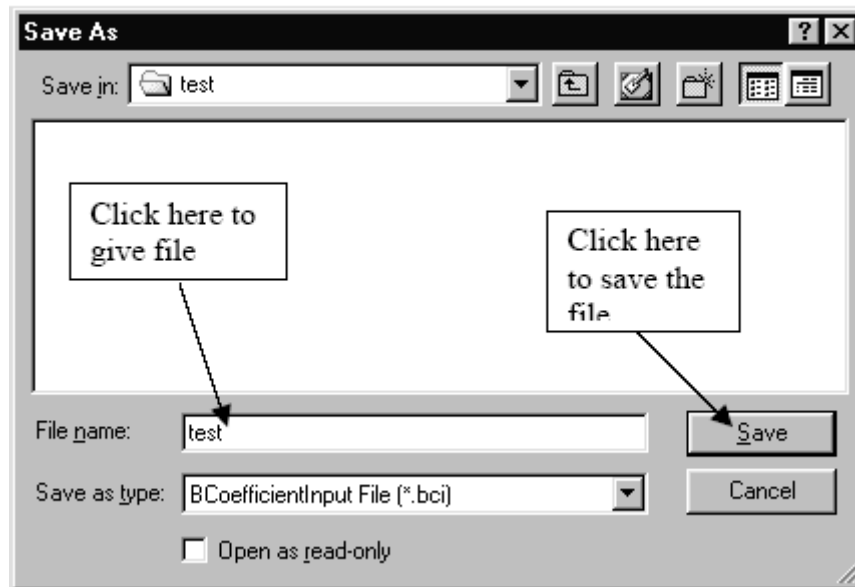 Save As
Save in: test
Click here to
give file
Click here
to save the
file
File name: test
Save
Save as type: BCoefficientInput File (*.bci)
Cancel
Open as read-only